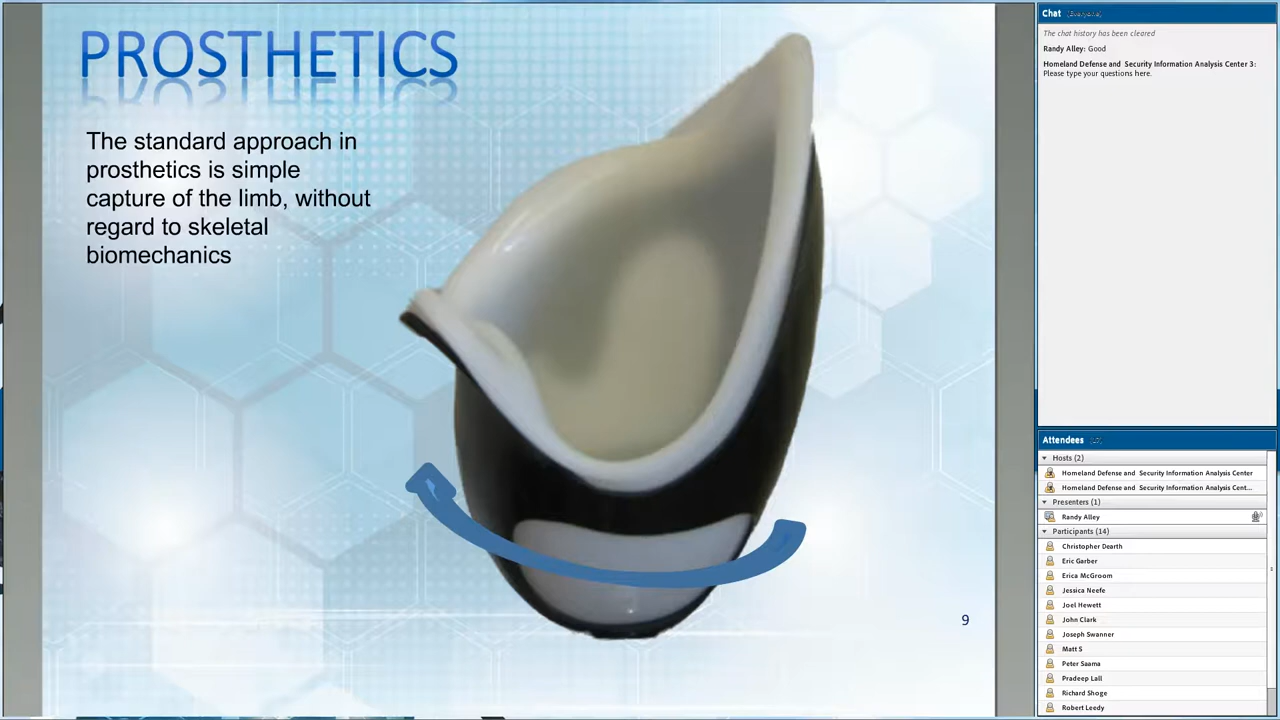 PROSTHETICS
The standard approach in
prosthetics is simple
capture of the limb, without
regard to skeletal
biomechanics
9
Chat (Everyone)
The chat history has been cleared
Randy Alley: Good
Homeland Defense and Security Information Analysis Center 3:
Please type your questions here.
Attendees (17)
Hosts (2)
Homeland Defense and Security Information Analysis Center
Homeland Defense and Security Information Analysis Cent...
Presenters (1)
Randy Alley
Participants (14)
Christopher Dearth
Eric Garber
Erica McGroom
Jessica Neefe
Joel Hewett
John Clark
Joseph Swanner
Matt S
Peter Saama
Pradeep Lall
Richard Shoge
Robert Leedy